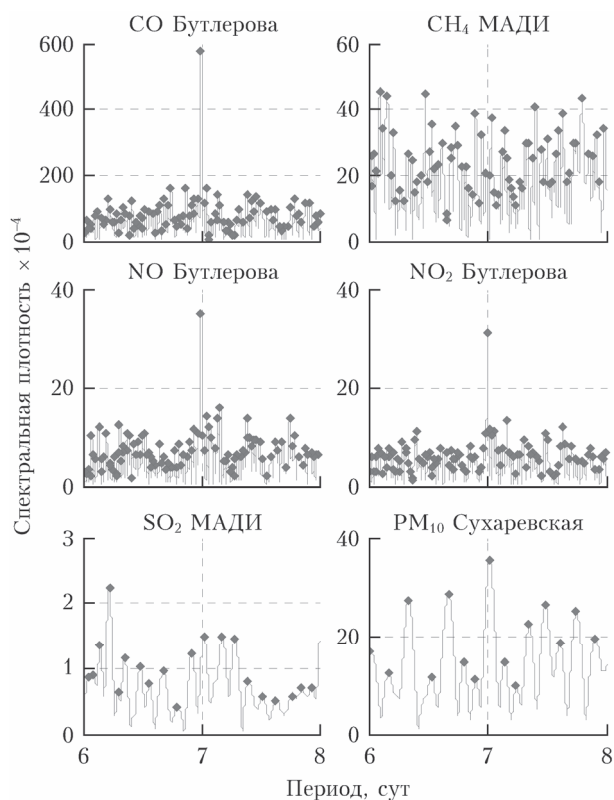 CO Бутлерова
CH₄ МАДИ
600
400
200
0
60
40
20
0
NO Бутлерова
NO₂ Бутлерова
40
20
0
40
20
0
SO₂ МАДИ
PM₁₀ Сухаревская
3
2
1
0
40
20
0
6 7 8
6 7 8
Спектральная плотность ×10⁻⁴
Период, сут